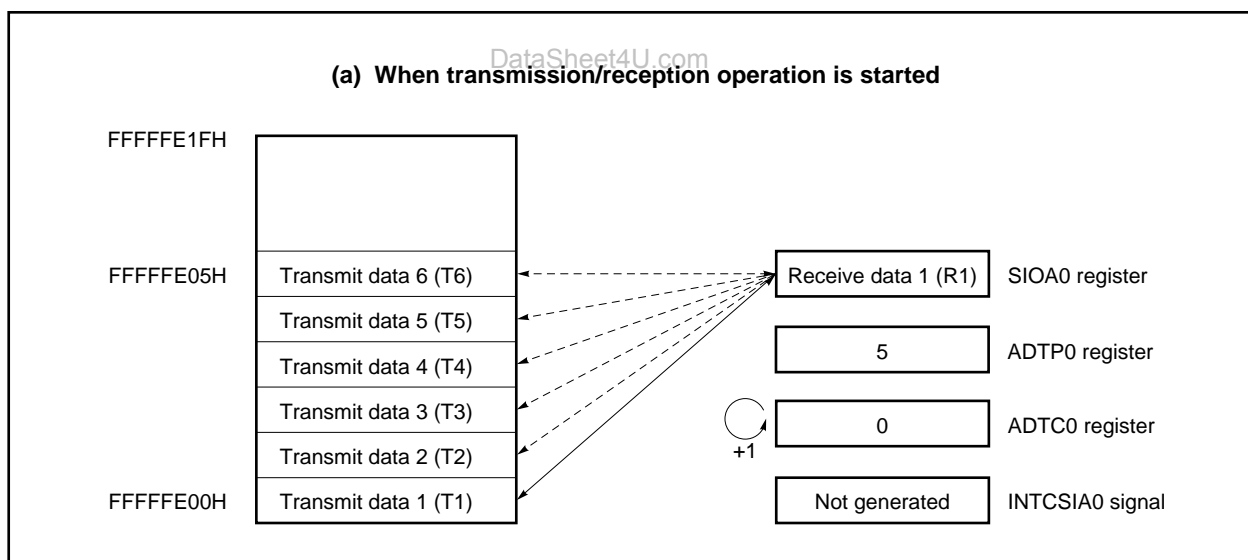 DataSheet4U.com
(a) When transmission/reception operation is started
FFFFFE1FH
FFFFFE05H
Transmit data 6 (T6)
Receive data 1 (R1)
SIOA0 register
Transmit data 5 (T5)
5
ADTP0 register
Transmit data 4 (T4)
Transmit data 3 (T3)
0
ADTC0 register
+1
Transmit data 2 (T2)
FFFFFE00H
Transmit data 1 (T1)
Not generated
INTCSIA0 signal